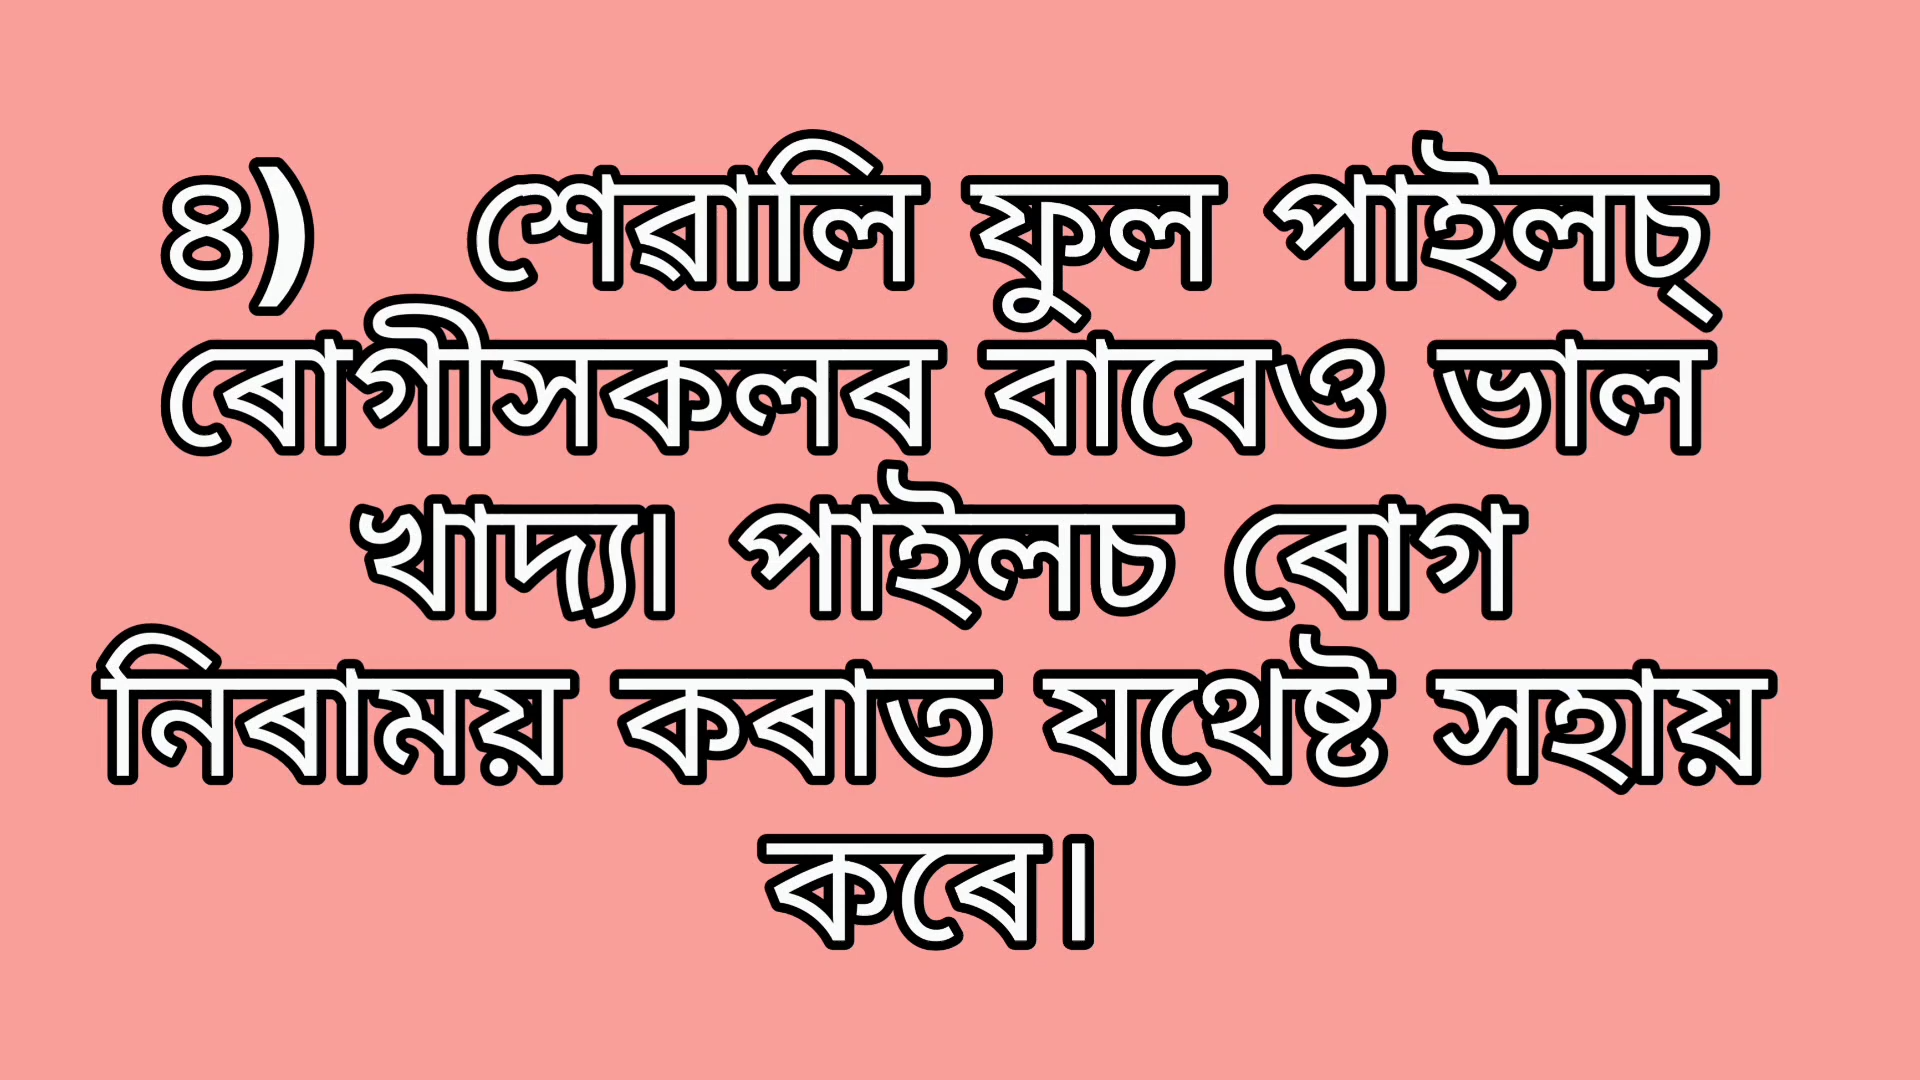 ৪) শেৱালি ফুল পাইলচ্
ৰোগীসকলৰ বাবেও ভাল
খাদ্য। পাইলচ ৰোগ
নিৰাময় কৰাত যথেষ্ট সহায়
কৰে।